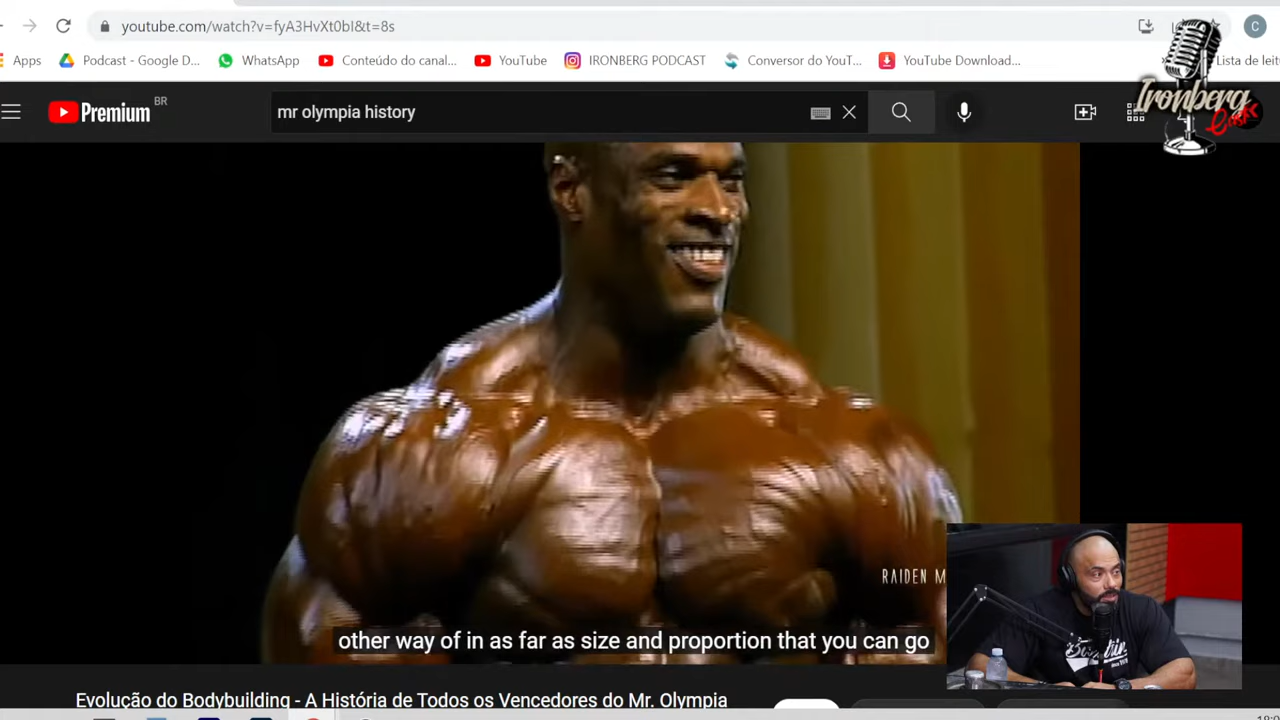 youtube.com/watch?v=fyA3HvXt0bI&t=8s
Apps Podcast - Google D... WhatsApp Conteúdo do canal... YouTube IRONBERG PODCAST Conversor do YouT... YouTube Download... Lista de leit
Premium BR
mr olympia history
Ironberg
Cast
C
RAIDEN M
other way of in as far as size and proportion that you can go
Evolução do Bodybuilding - A História de Todos os Vencedores do Mr. Olympia